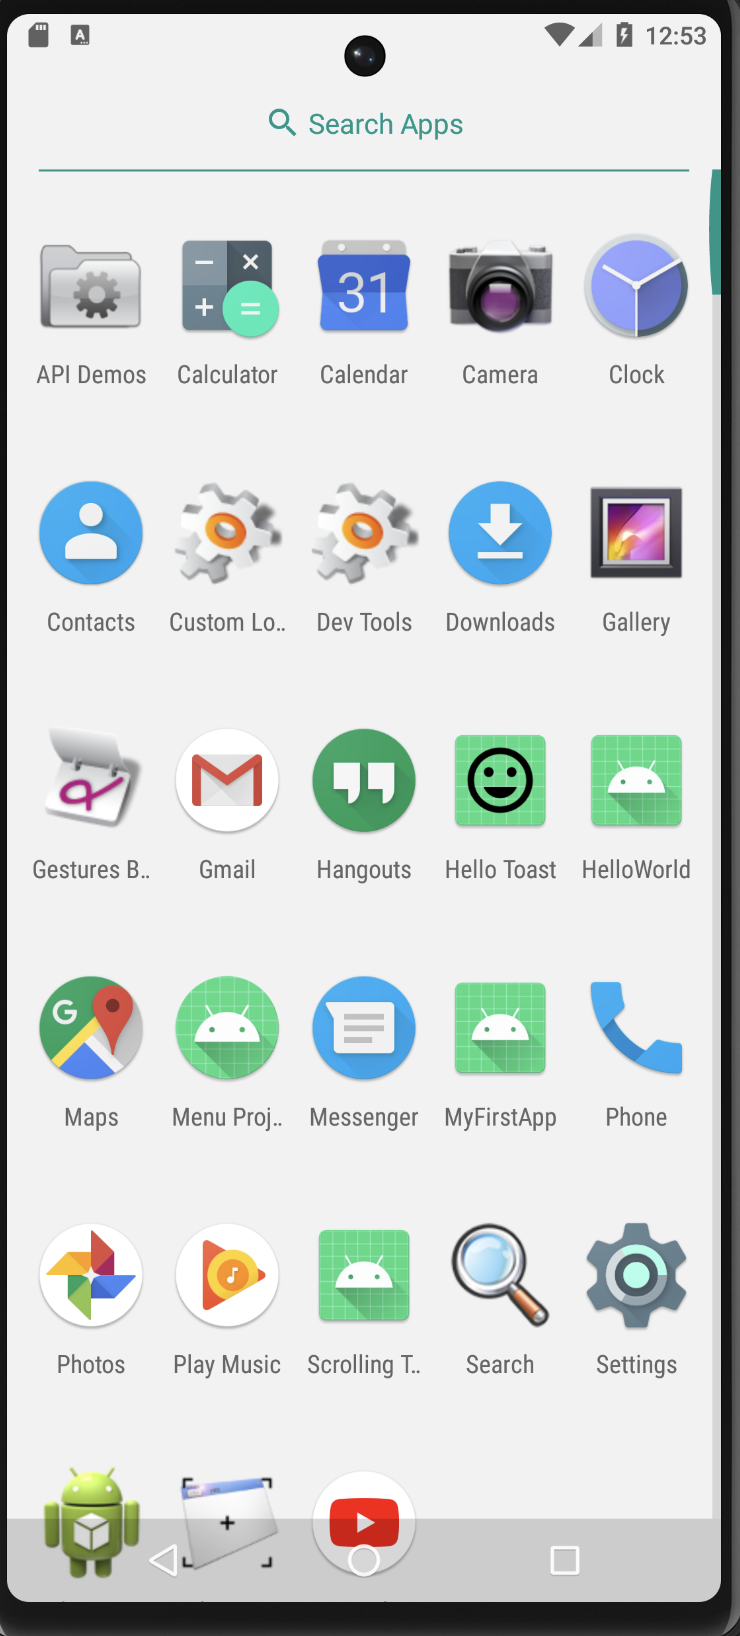 12:53
Search Apps
31
API Demos
Calculator
Calendar
Camera
Clock
Contacts
Custom Lo..
Dev Tools
Downloads
Gallery
Gestures B..
Gmail
Hangouts
Hello Toast
HelloWorld
G
Maps
Menu Proj..
Messenger
MyFirstApp
Phone
Photos
Play Music
Scrolling T..
Search
Settings